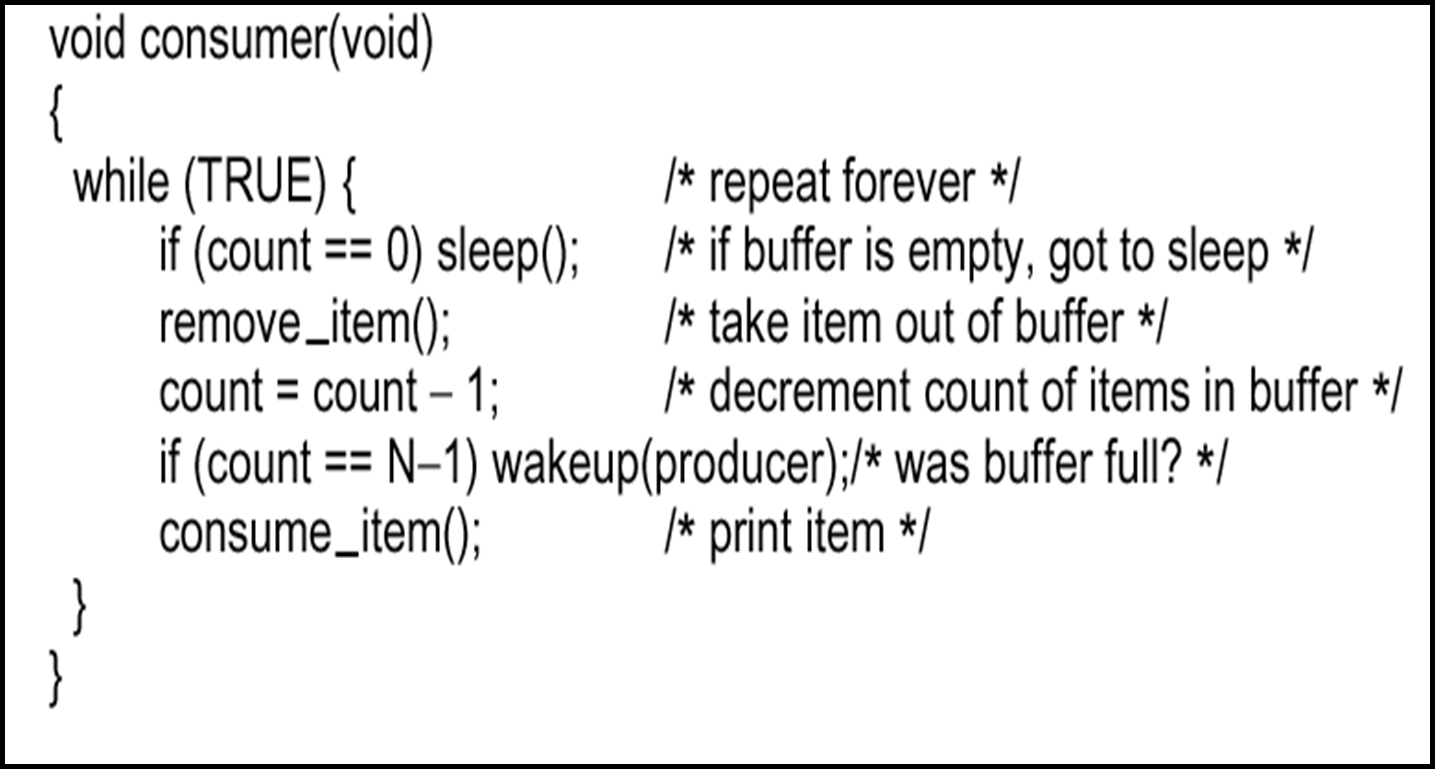 void consumer(void)
{
while (TRUE) { /* repeat forever */
if (count == 0) sleep(); /* if buffer is empty, got to sleep */
remove_item(); /* take item out of buffer */
count = count – 1; /* decrement count of items in buffer */
if (count == N–1) wakeup(producer);/* was buffer full? */
consume_item(); /* print item */
}
}